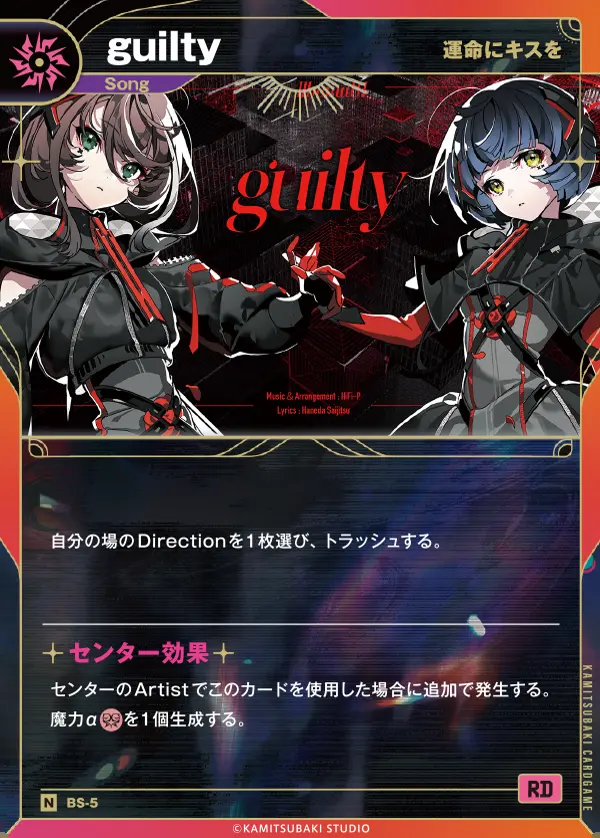 guilty
運命にキスを
Song
guilty
Music & Arrangement : HiFi-P
Lyrics : Haneda Saijitsu
自分の場のDirectionを1枚選び、トラッシュする。
センター効果
センターのArtistでこのカードを使用した場合に追加で発生する。
魔力αを1個生成する。
KAMITSUBAKI CARDGAME
RD
N BS-5
©KAMITSUBAKI STUDIO